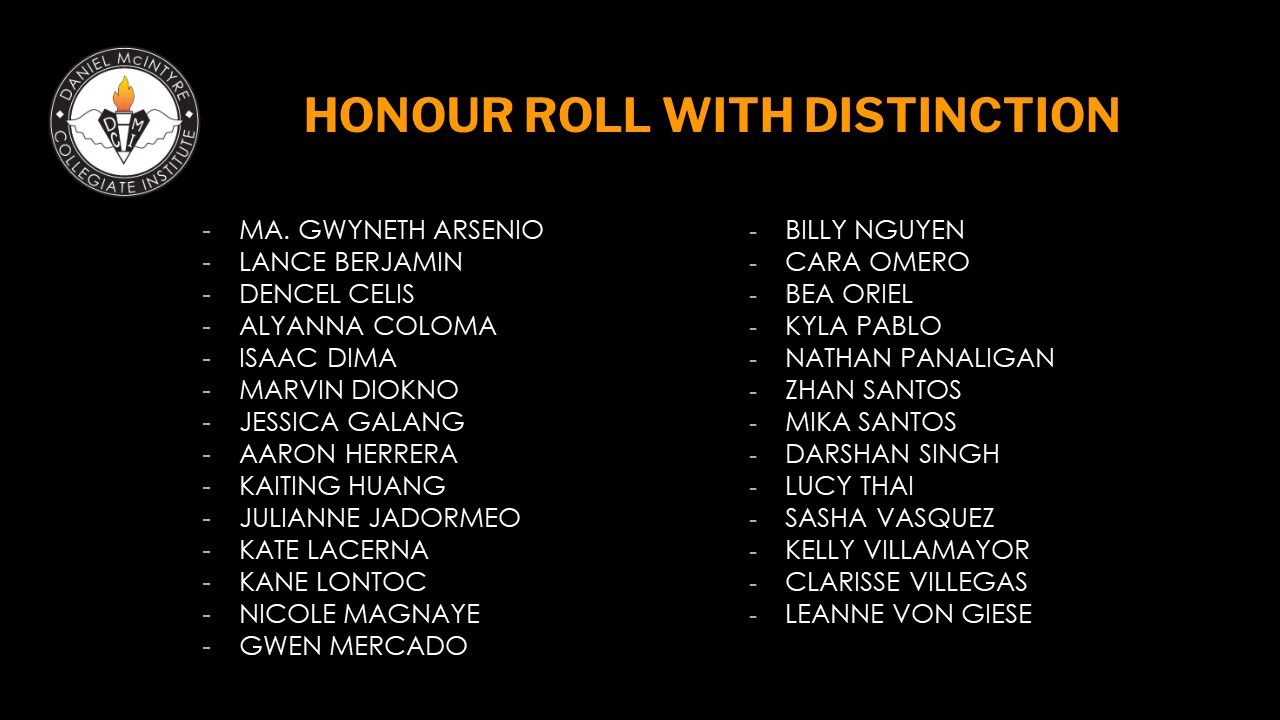 DANIEL McINTYRE
COLLEGIATE INSTITUTE
D M
C I
HONOUR ROLL WITH DISTINCTION
- MA. GWYNETH ARSENIO
- LANCE BERJAMIN
- DENCEL CELIS
- ALYANNA COLOMA
- ISAAC DIMA
- MARVIN DIOKNO
- JESSICA GALANG
- AARON HERRERA
- KAITING HUANG
- JULIANNE JADORMEO
- KATE LACERNA
- KANE LONTOC
- NICOLE MAGNAYE
- GWEN MERCADO
- BILLY NGUYEN
- CARA OMERO
- BEA ORIEL
- KYLA PABLO
- NATHAN PANALIGAN
- ZHAN SANTOS
- MIKA SANTOS
- DARSHAN SINGH
- LUCY THAI
- SASHA VASQUEZ
- KELLY VILLAMAYOR
- CLARISSE VILLEGAS
- LEANNE VON GIESE